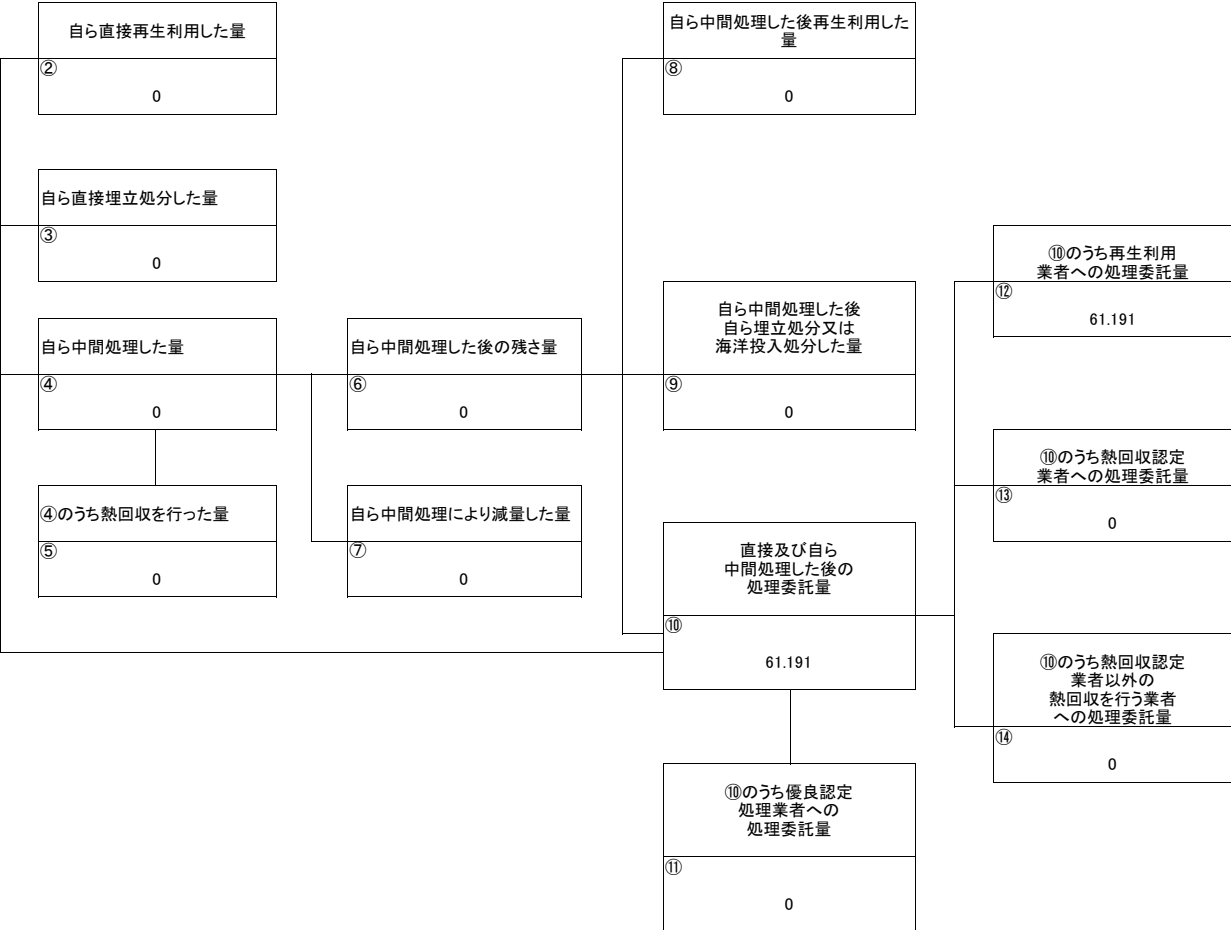 自ら直接再生利用した量
②
0
自ら中間処理した後再生利用した
量
⑧
0
自ら直接埋立処分した量
③
0
⑩のうち再生利用
業者への処理委託量
⑫
61.191
自ら中間処理した量
④
0
自ら中間処理した後の残さ量
⑥
0
自ら中間処理した後
自ら埋立処分又は
海洋投入処分した量
⑨
0
⑩のうち熱回収認定
業者への処理委託量
⑬
0
④のうち熱回収を行った量
⑤
0
自ら中間処理により減量した量
⑦
0
直接及び自ら
中間処理した後の
処理委託量
⑩
61.191
⑩のうち熱回収認定
業者以外の
熱回収を行う業者
への処理委託量
⑭
0
⑩のうち優良認定
処理業者への
処理委託量
⑪
0